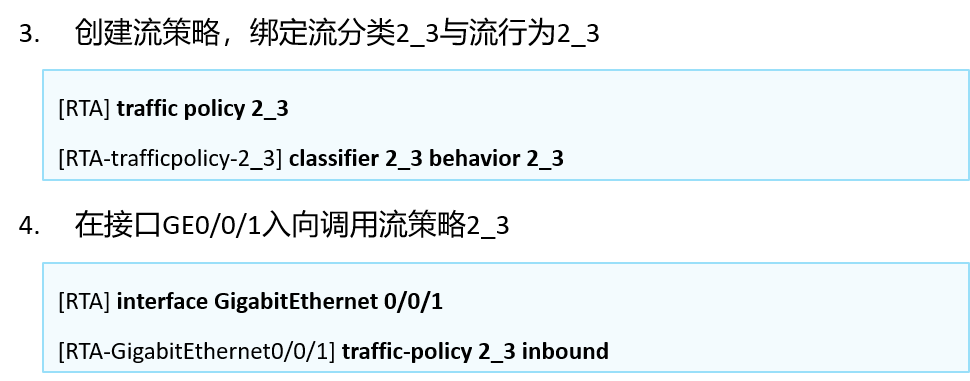 3. 创建流策略，绑定流分类2_3与流行为2_3
[RTA] traffic policy 2_3
[RTA-trafficpolicy-2_3] classifier 2_3 behavior 2_3
4. 在接口GE0/0/1入向调用流策略2_3
[RTA] interface GigabitEthernet 0/0/1
[RTA-GigabitEthernet0/0/1] traffic-policy 2_3 inbound